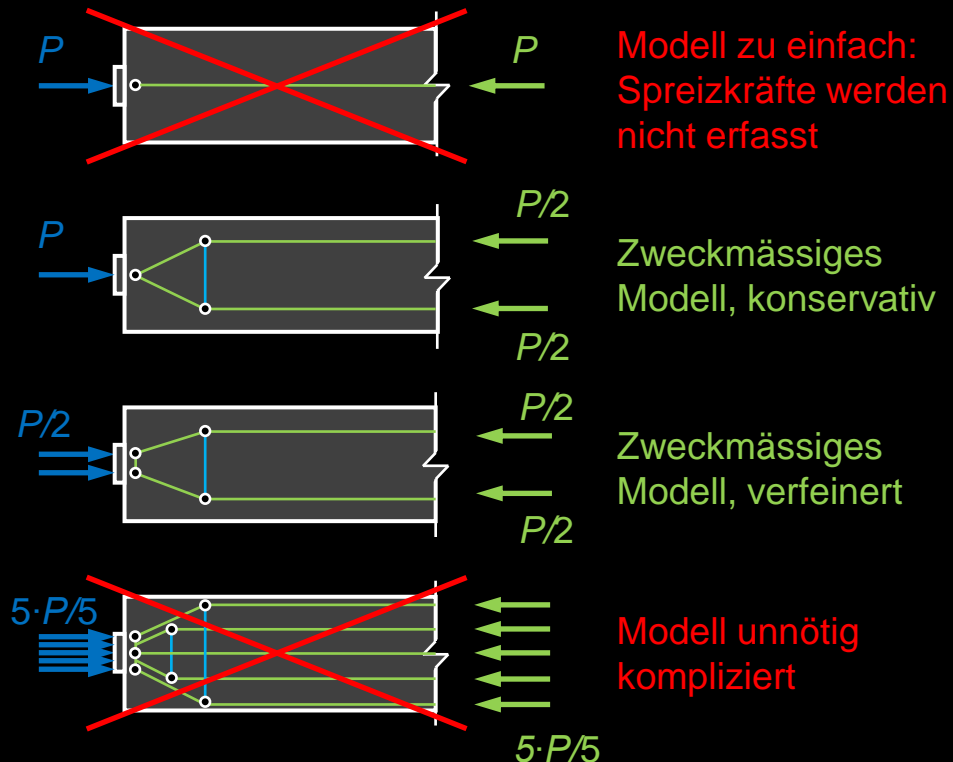 P
P
Modell zu einfach:
Spreizkräfte werden
nicht erfasst
P
P/2
Zweckmässiges
Modell, konservativ
P/2
P/2
P/2
Zweckmässiges
Modell, verfeinert
P/2
5·P/5
Modell unnötig
kompliziert
5·P/5